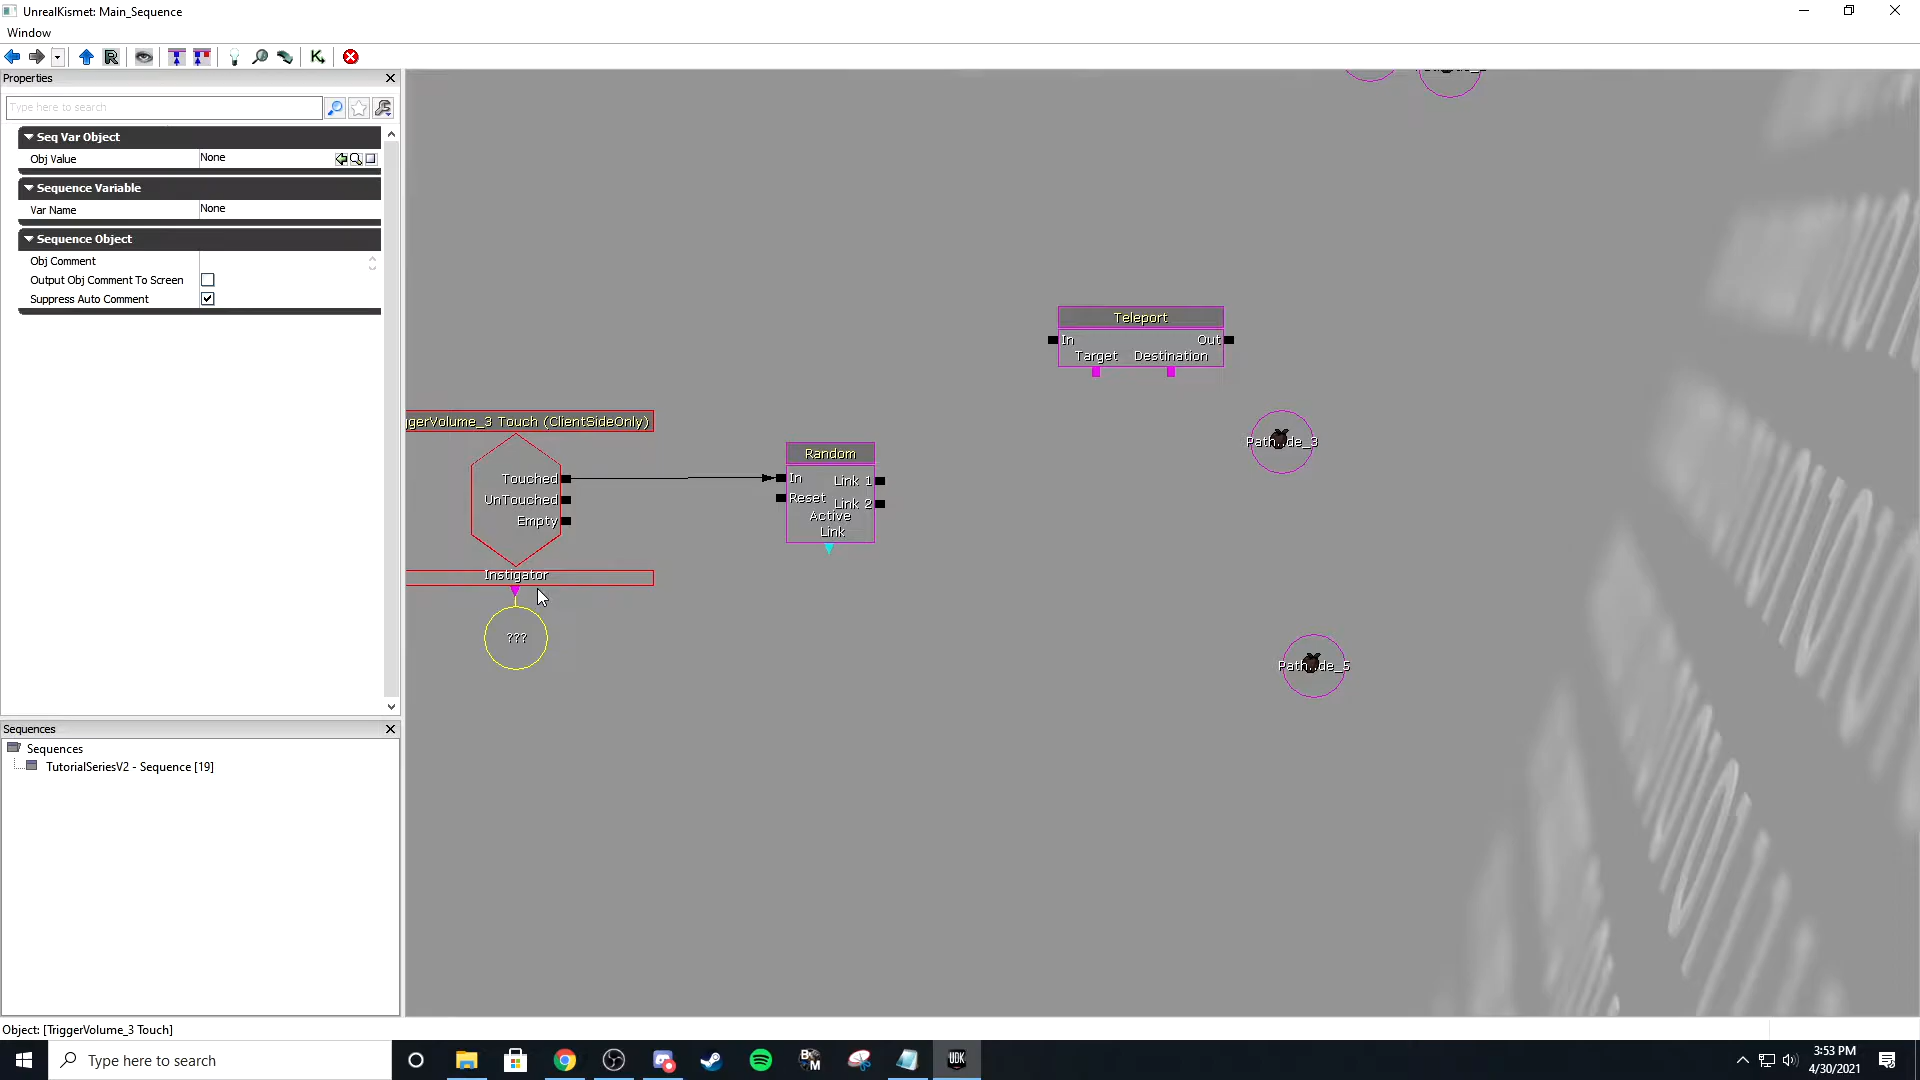 UnrealKismet: Main_Sequence
Window
Properties
Type here to search
Seq Var Object
Obj Value None
Sequence Variable
Var Name None
Sequence Object
Obj Comment
Output Obj Comment To Screen
Suppress Auto Comment
Teleport
In Out
Target Destination
ggerVolume_3 Touch (ClientSideOnly)
Touched
UnTouched
Empty
Instigator
???
Random
In Link 1
Reset Link 2
Active
Link
Path...de_3
Path...de_5
Sequences
Sequences
TutorialSeriesV2 - Sequence [19]
Object: [TriggerVolume_3 Touch]
Type here to search
UDK
3:53 PM
4/30/2021